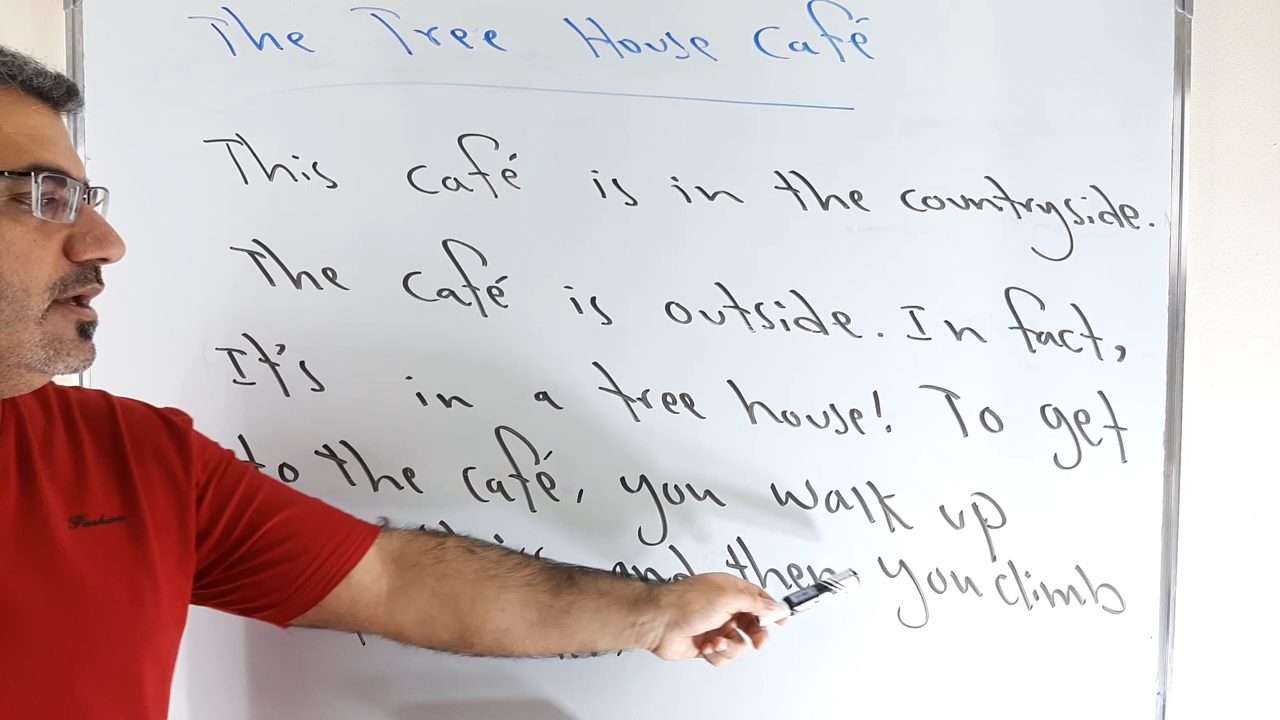 The Tree House Café
This café is in the countryside.
The café is outside. In fact,
It's in a tree house! To get
to the café, you walk up
and then you climb
Fashion